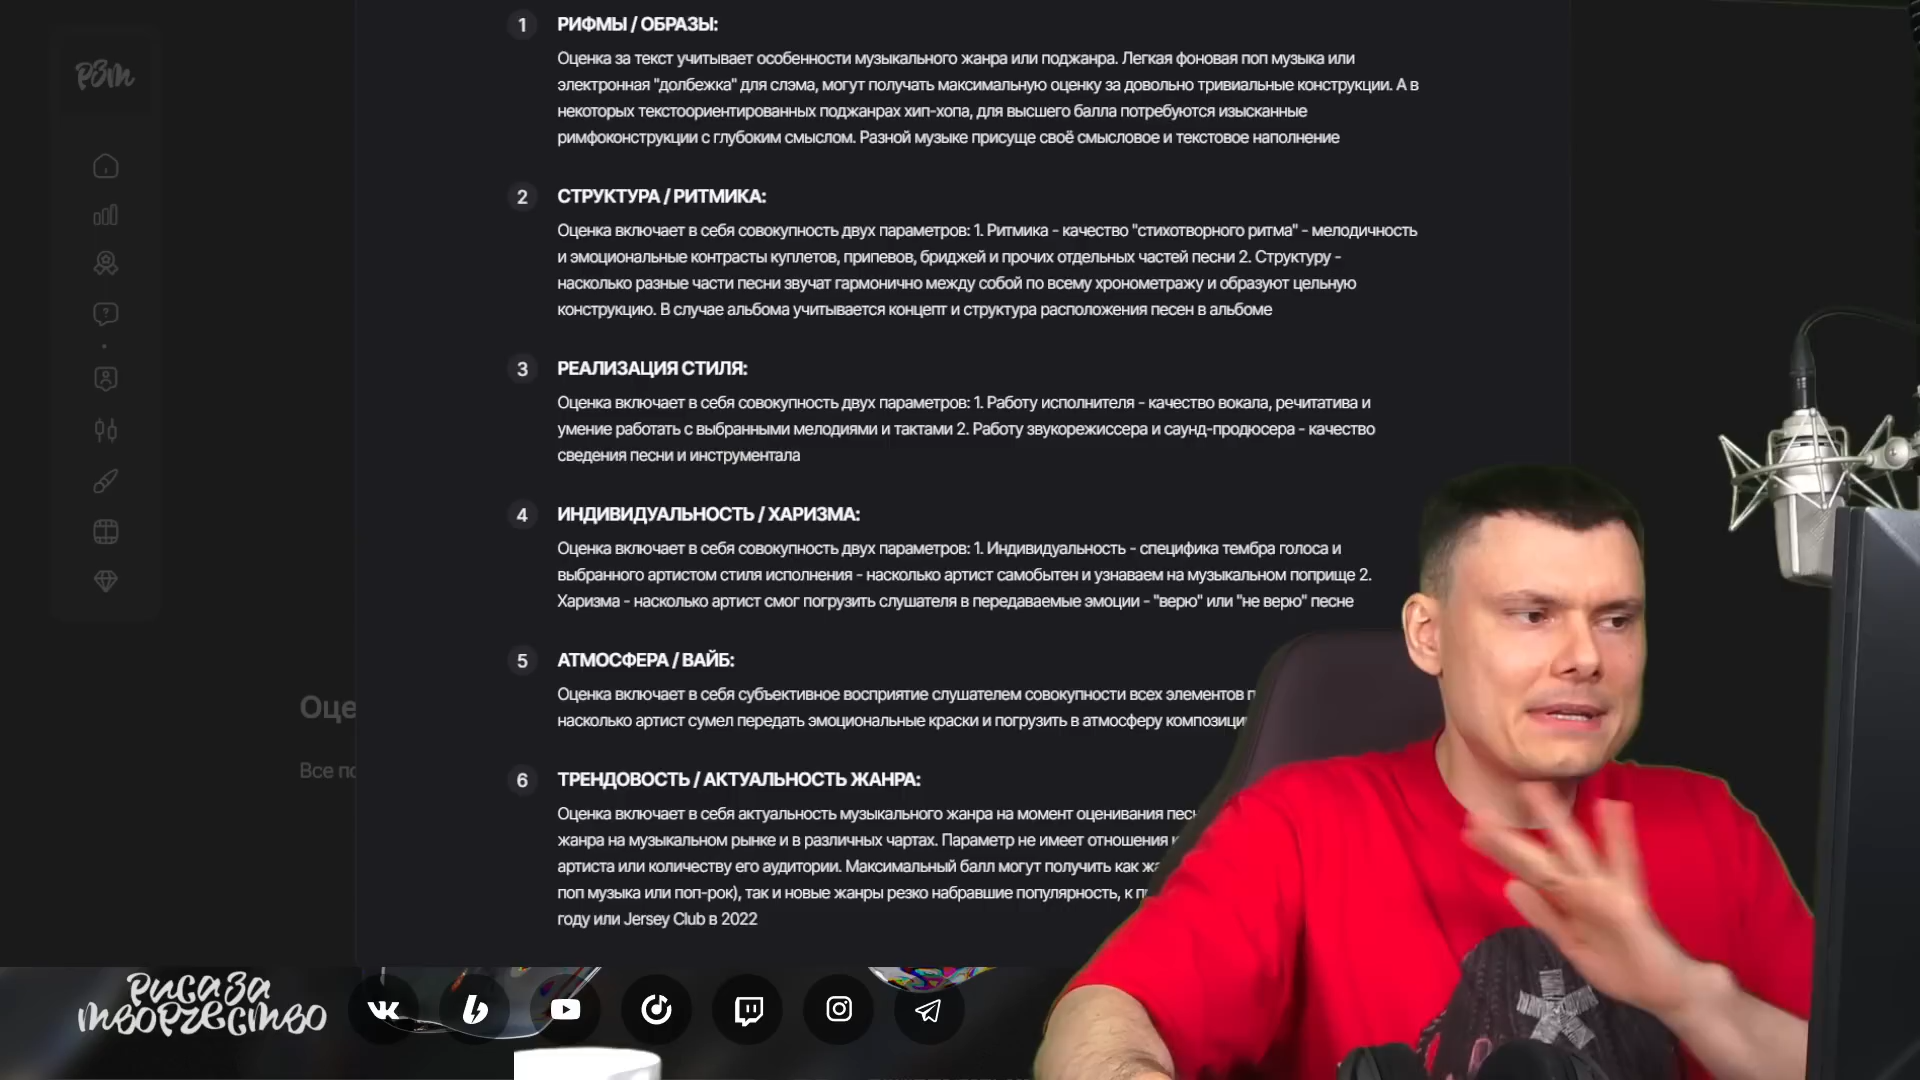 РЗТ
1
РИФМЫ / ОБРАЗЫ:
Оценка за текст учитывает особенности музыкального жанра или поджанра. Легкая фоновая поп музыка или
электронная "долбежка" для слэма, могут получать максимальную оценку за довольно тривиальные конструкции. А в
некоторых текстоориентированных поджанрах хип-хопа, для высшего балла потребуются изысканные
римфоконструкции с глубоким смыслом. Разной музыке присуще своё смысловое и текстовое наполнение
2
СТРУКТУРА / РИТМИКА:
Оценка включает в себя совокупность двух параметров: 1. Ритмика - качество "стихотворного ритма" - мелодичность
и эмоциональные контрасты куплетов, припевов, бриджей и прочих отдельных частей песни 2. Структуру -
насколько разные части песни звучат гармонично между собой по всему хронометражу и образуют цельную
конструкцию. В случае альбома учитывается концепт и структура расположения песен в альбоме
3
РЕАЛИЗАЦИЯ СТИЛЯ:
Оценка включает в себя совокупность двух параметров: 1. Работу исполнителя - качество вокала, речитатива и
умение работать с выбранными мелодиями и тактами 2. Работу звукорежиссера и саунд-продюсера - качество
сведения песни и инструментала
4
ИНДИВИДУАЛЬНОСТЬ / ХАРИЗМА:
Оценка включает в себя совокупность двух параметров: 1. Индивидуальность - специфика тембра голоса и
выбранного артистом стиля исполнения - насколько артист самобытен и узнаваем на музыкальном поприще 2.
Харизма - насколько артист смог погрузить слушателя в передаваемые эмоции - "верю" или "не верю" песне
5
АТМОСФЕРА / ВАЙБ:
Оценка включает в себя субъективное восприятие слушателем совокупности всех элементов
насколько артист сумел передать эмоциональные краски и погрузить в атмосферу
Оце
Все по
6
ТРЕНДОВОСТЬ / АКТУАЛЬНОСТЬ ЖАНРА:
Оценка включает в себя актуальность музыкального жанра на момент оценивания
жанра на музыкальном рынке и в различных чартах. Параметр не имеет отношения
артиста или количеству его аудитории. Максимальный балл могут получить как
поп музыка или поп-рок), так и новые жанры резко набравшие популярность, к
году или Jersey Club в 2022
РИСАЗА
ТВОРЧЕСТВО